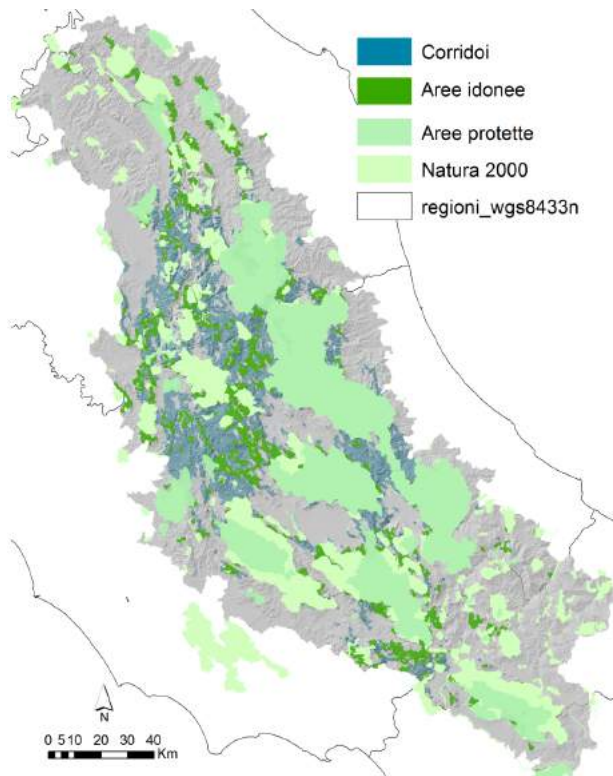 Corridoi
Aree idonee
Aree protette
Natura 2000
regioni_wgs8433n
N
0 5 10 20 30 40
Km